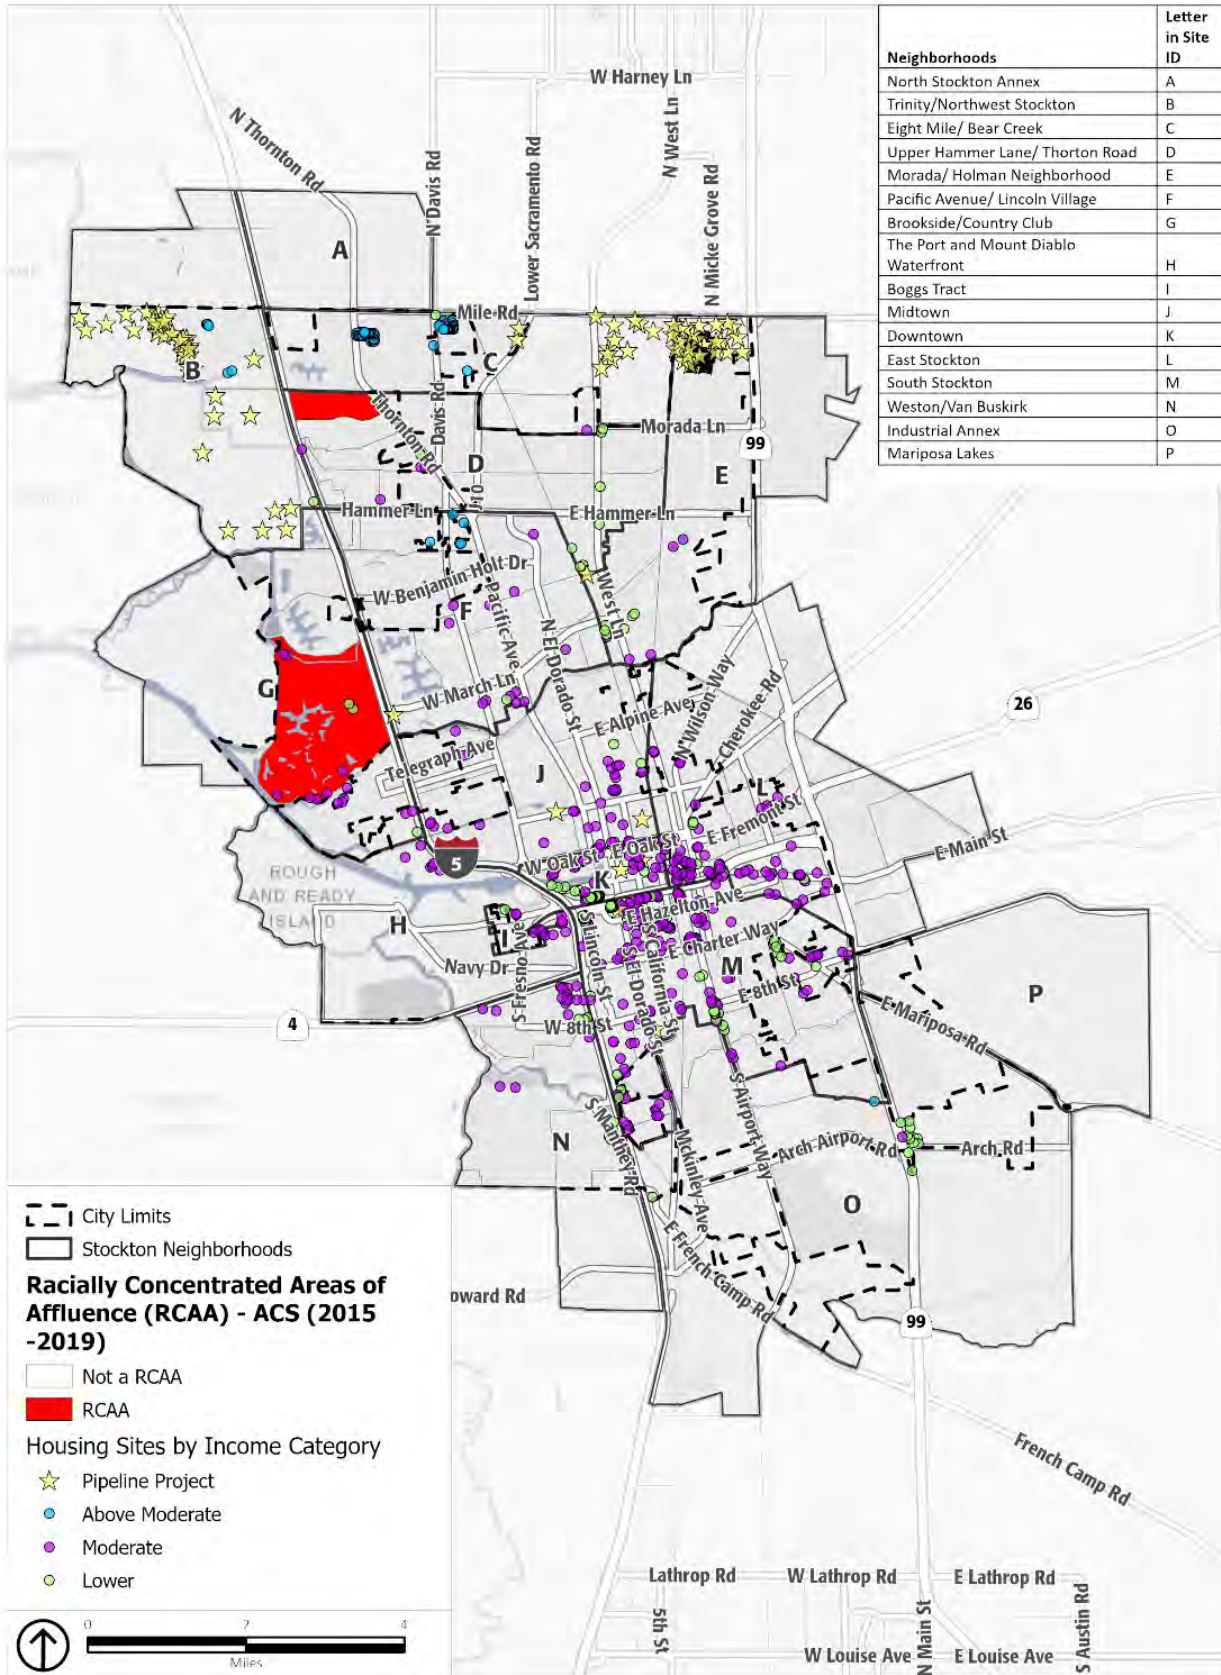 Neighborhoods
Letter
in Site
ID
North Stockton Annex A
Trinity/Northwest Stockton B
Eight Mile/ Bear Creek C
Upper Hammer Lane/ Thorton Road D
Morada/ Holman Neighborhood E
Pacific Avenue/ Lincoln Village F
Brookside/Country Club G
The Port and Mount Diablo
Waterfront H
Boggs Tract I
Midtown J
Downtown K
East Stockton L
South Stockton M
Weston/Van Buskirk N
Industrial Annex O
Mariposa Lakes P
W Harney Ln
N Thornton Rd
N Davis Rd
Lower Sacramento Rd
N West Ln
N Micke Grove Rd
A
Mile Rd
B
C
Thornton Rd
Davis Rd
D
Morada Ln
99
E
Hammer Ln
E Hammer Ln
W Benjamin Holt Dr
F
Pacific Ave
N El Dorado St
West Ln
G
W March Ln
N Wilson Way
Cherokee Rd
26
E Alpine Ave
Telegraph Ave
J
L
E Fremont St
E Main St
5
W Oak St
E Oak St
ROUGH
AND READY
ISLAND
K
E Hazelton Ave
H
I
S Fresno Ave
S Lincoln St
S El Dorado St
S California St
E Charter Way
M
Navy Dr
E 8th St
P
4
W 8th St
E Mariposa Rd
N
S Manthey Rd
Mckinley Ave
S Airport Way
Arch Airport Rd
Arch Rd
O
E French Camp Rd
oward Rd
99
French Camp Rd
Lathrop Rd
W Lathrop Rd
E Lathrop Rd
5th St
N Main St
S Austin Rd
W Louise Ave
E Louise Ave
City Limits
Stockton Neighborhoods
Racially Concentrated Areas of
Affluence (RCAA) - ACS (2015
-2019)
Not a RCAA
RCAA
Housing Sites by Income Category
Pipeline Project
Above Moderate
Moderate
Lower
0 2 4
Miles